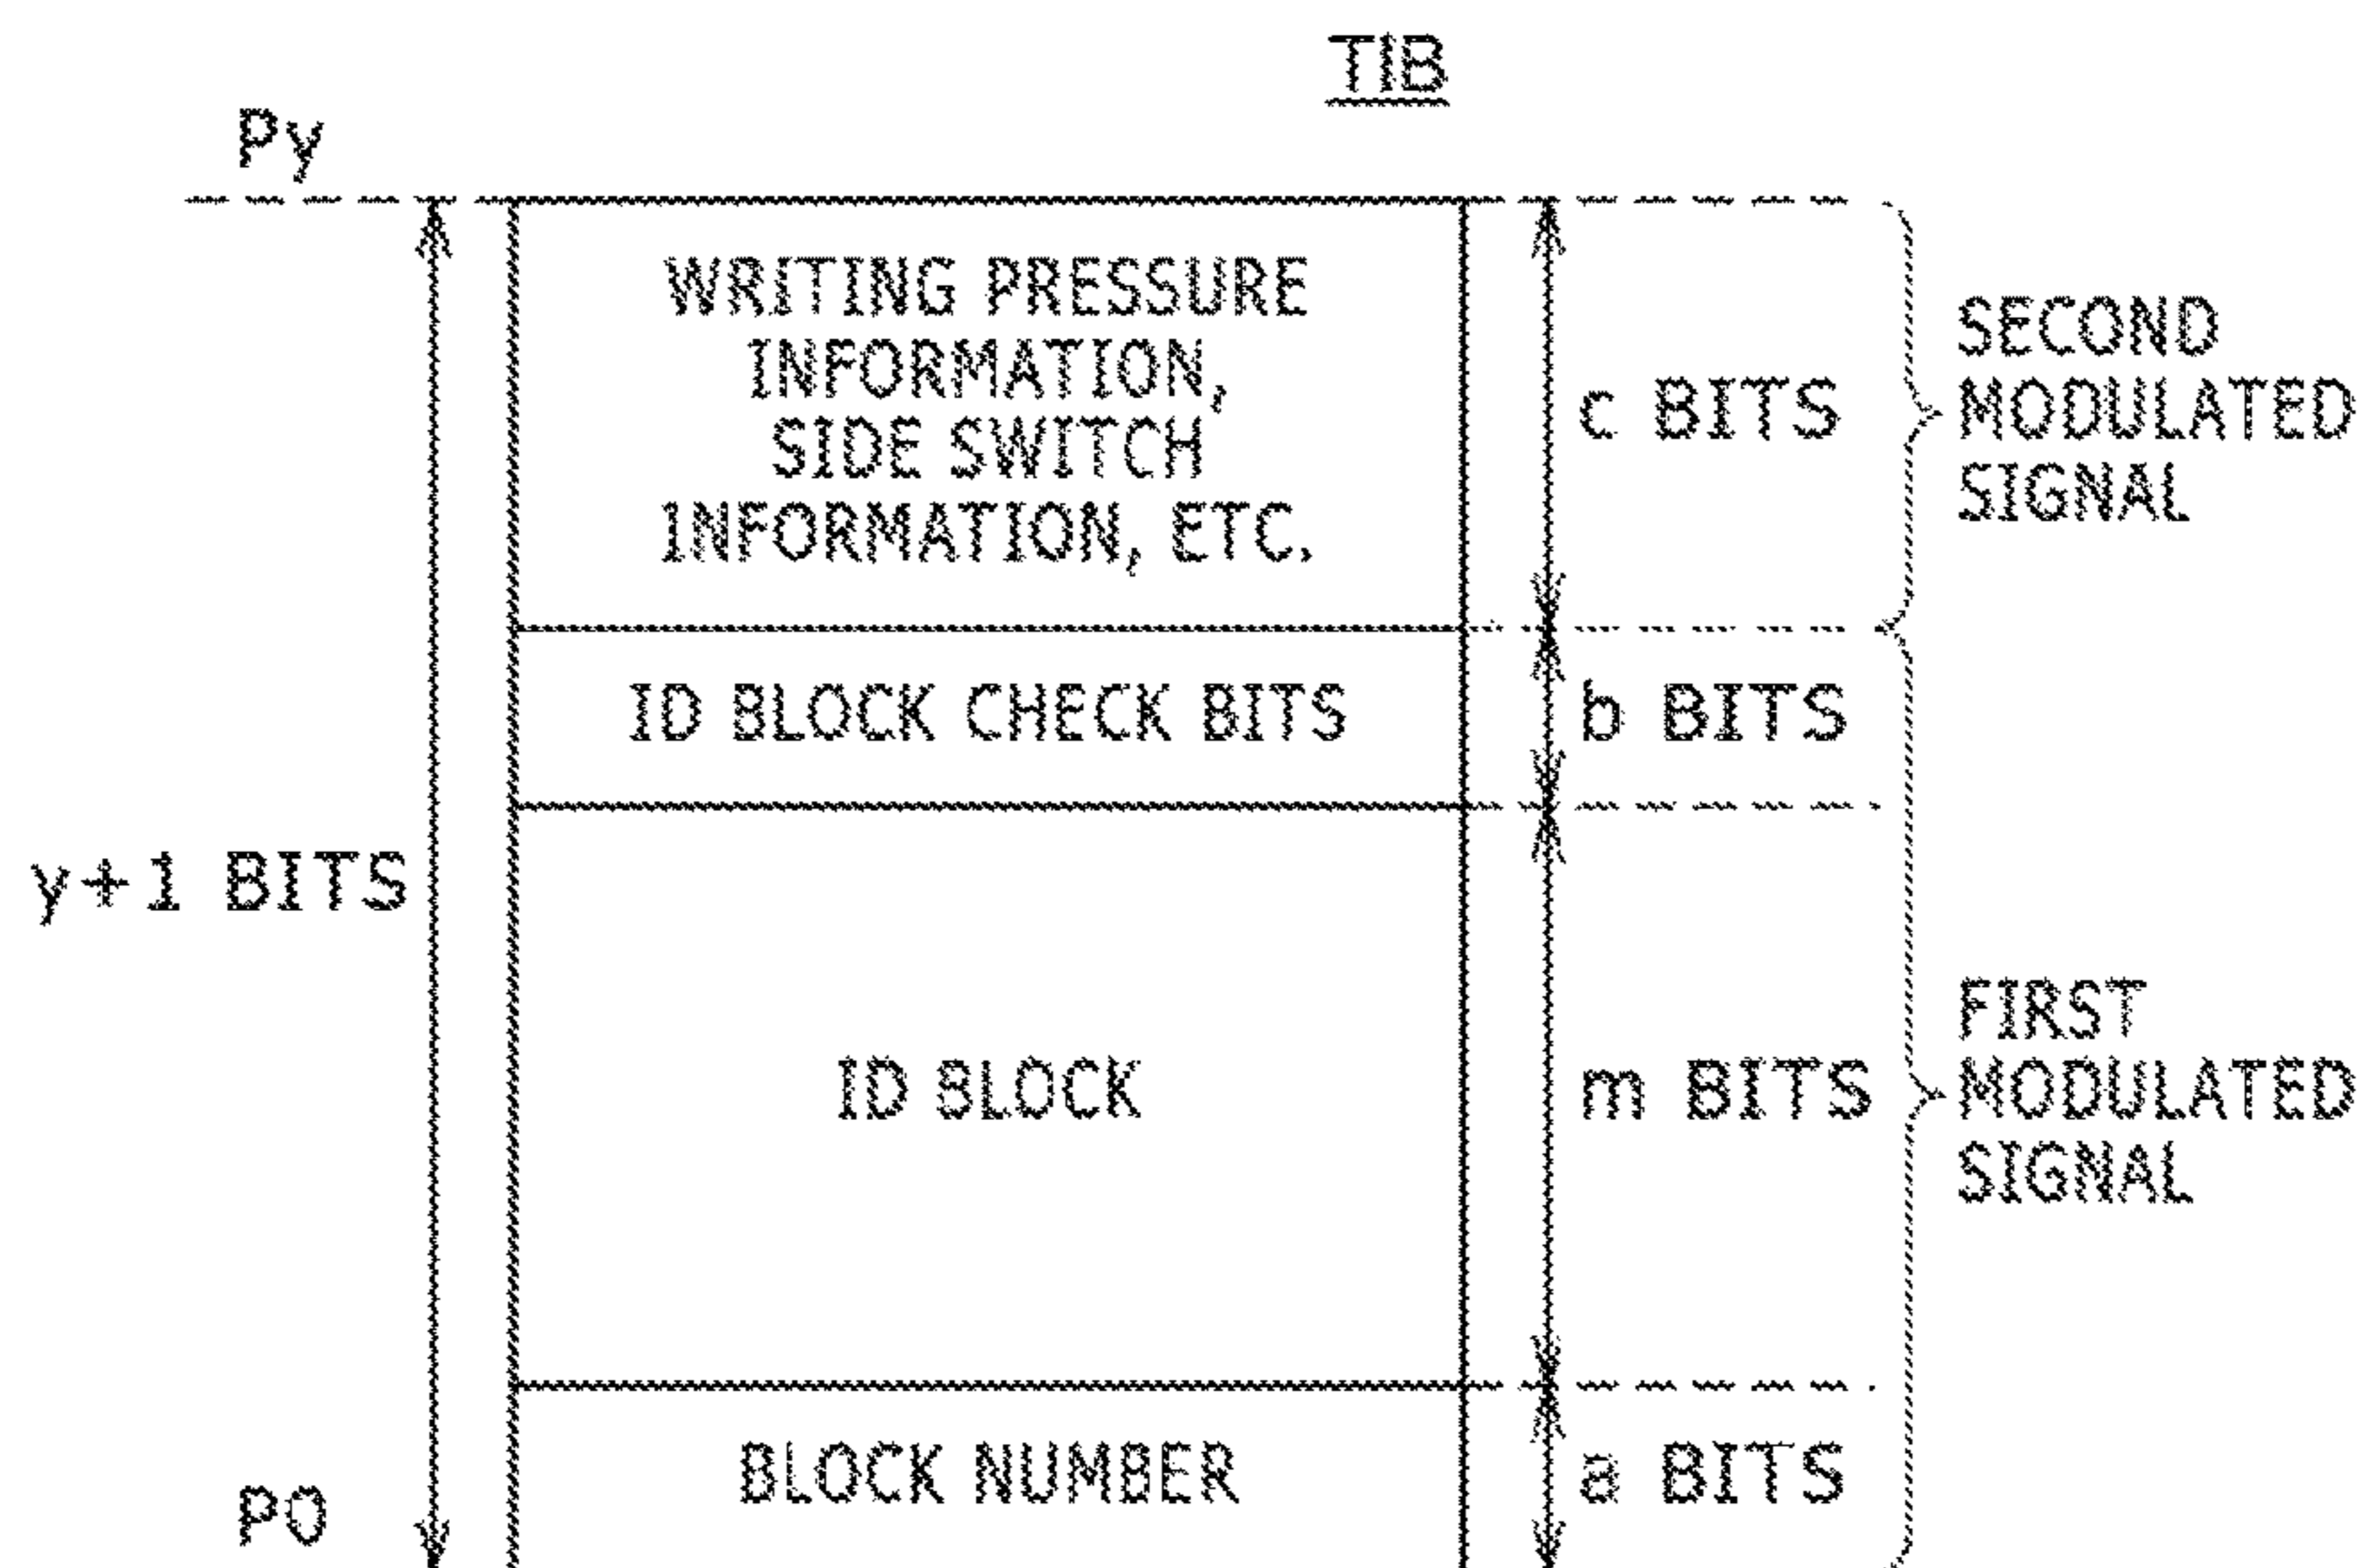 TIB
Py
WRITING PRESSURE
INFORMATION,
SIDE SWITCH
INFORMATION, ETC.
c BITS
SECOND
MODULATED
SIGNAL
ID BLOCK CHECK BITS
b BITS
y+1 BITS
ID BLOCK
m BITS
FIRST
MODULATED
SIGNAL
BLOCK NUMBER
a BITS
P0